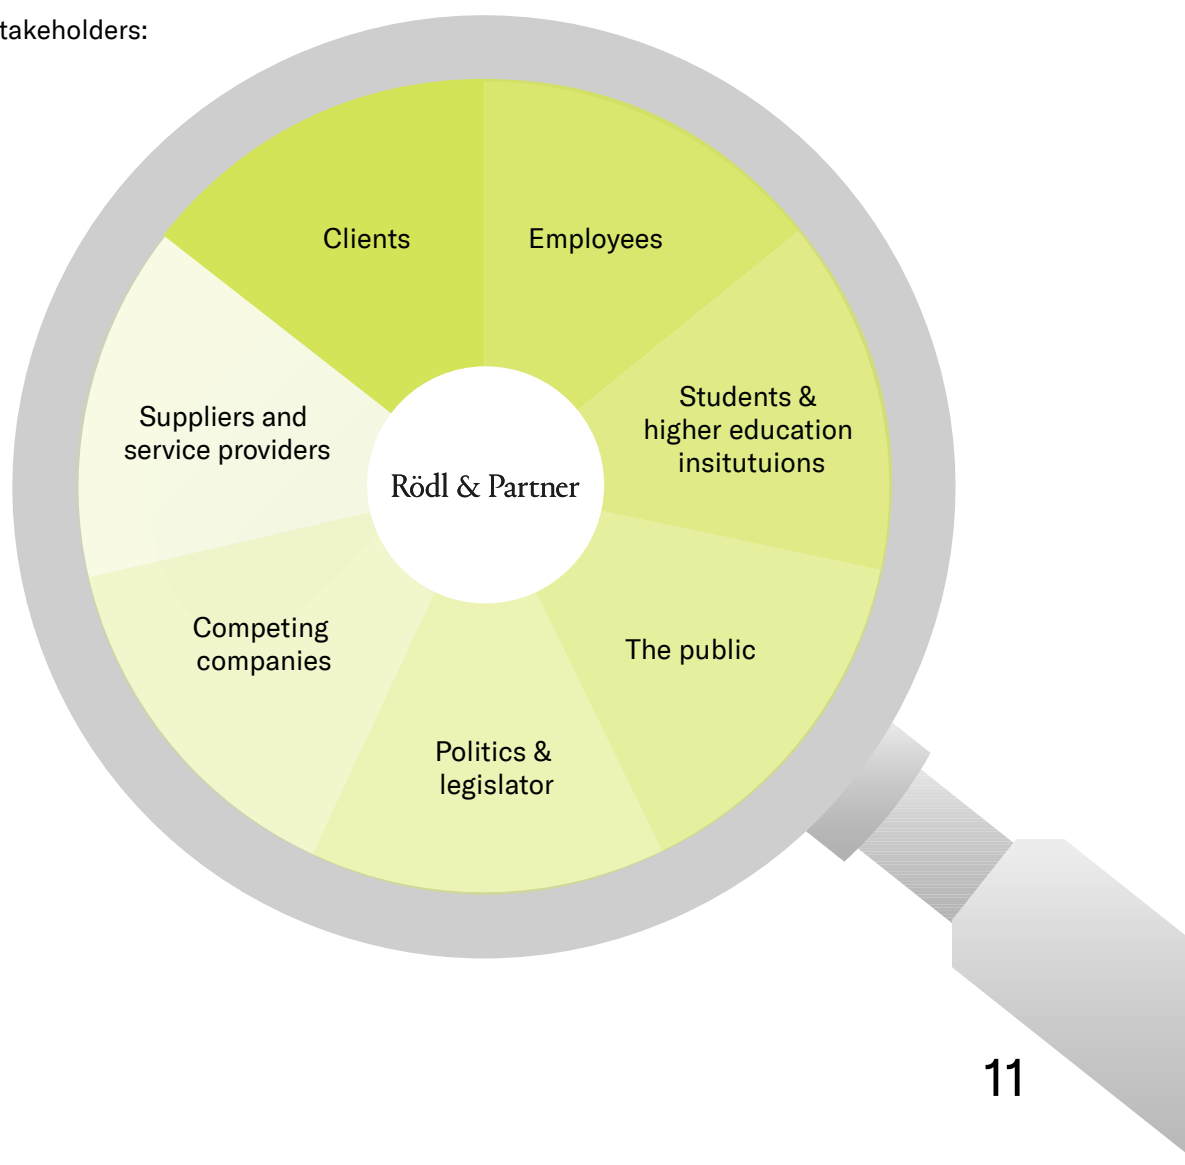 takeholders:
Clients
Employees
Students &
higher education
insitutuions
Suppliers and
service providers
Rödl & Partner
Competing
companies
The public
Politics &
legislator
11